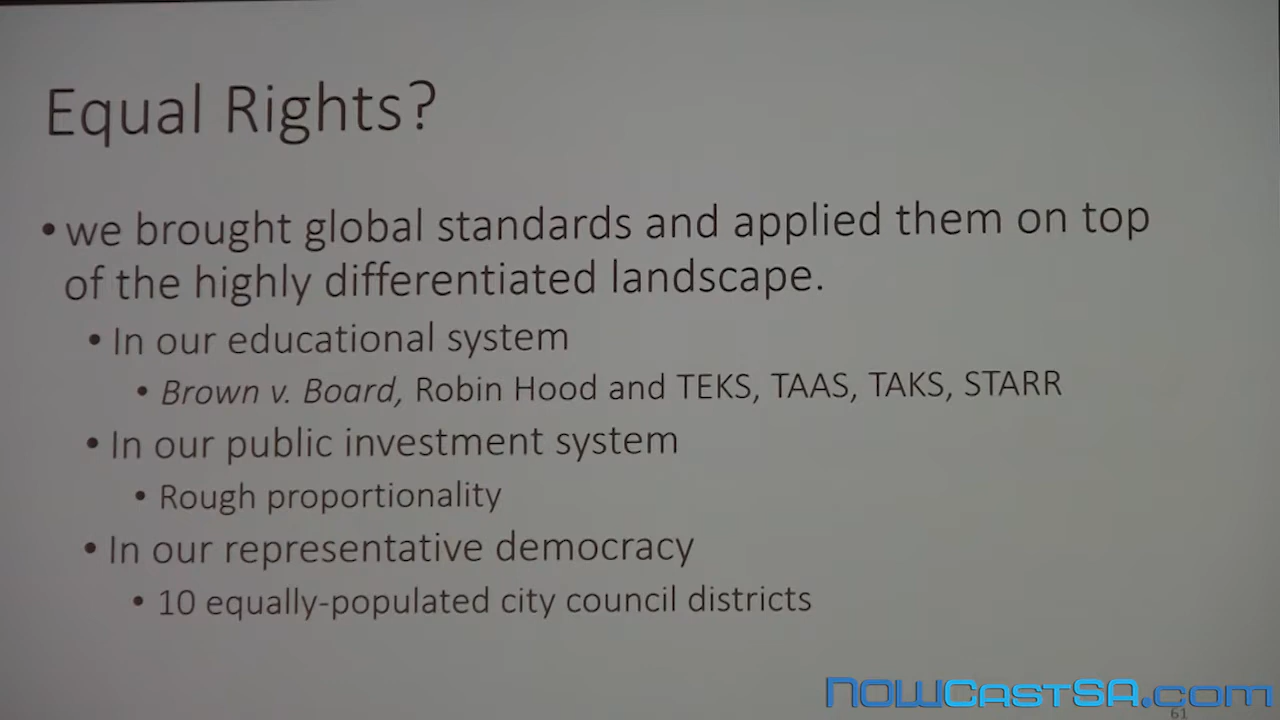 Equal Rights?
• we brought global standards and applied them on top
of the highly differentiated landscape.
• In our educational system
• Brown v. Board, Robin Hood and TEKS, TAAS, TAKS, STARR
• In our public investment system
• Rough proportionality
• In our representative democracy
• 10 equally-populated city council districts
NOWCastSA.com
61